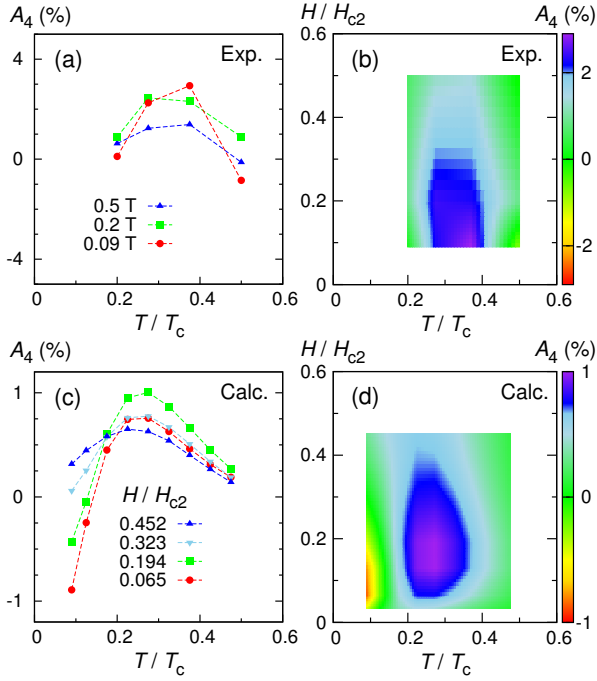 A4 (%)
(a) Exp.
5
0
-5
0.5 T
0.2 T
0.09 T
0 0.2 0.4 0.6
T / Tc
H / Hc2 A4 (%)
(b) Exp.
0.6
0.4
0.2
0
2
0
-2
0 0.2 0.4 0.6
T / Tc
A4 (%)
(c) Calc.
1
0
-1
H / Hc2
0.452
0.323
0.194
0.065
0 0.2 0.4 0.6
T / Tc
H / Hc2 A4 (%)
(d) Calc.
0.6
0.4
0.2
0
1
0
-1
0 0.2 0.4 0.6
T / Tc